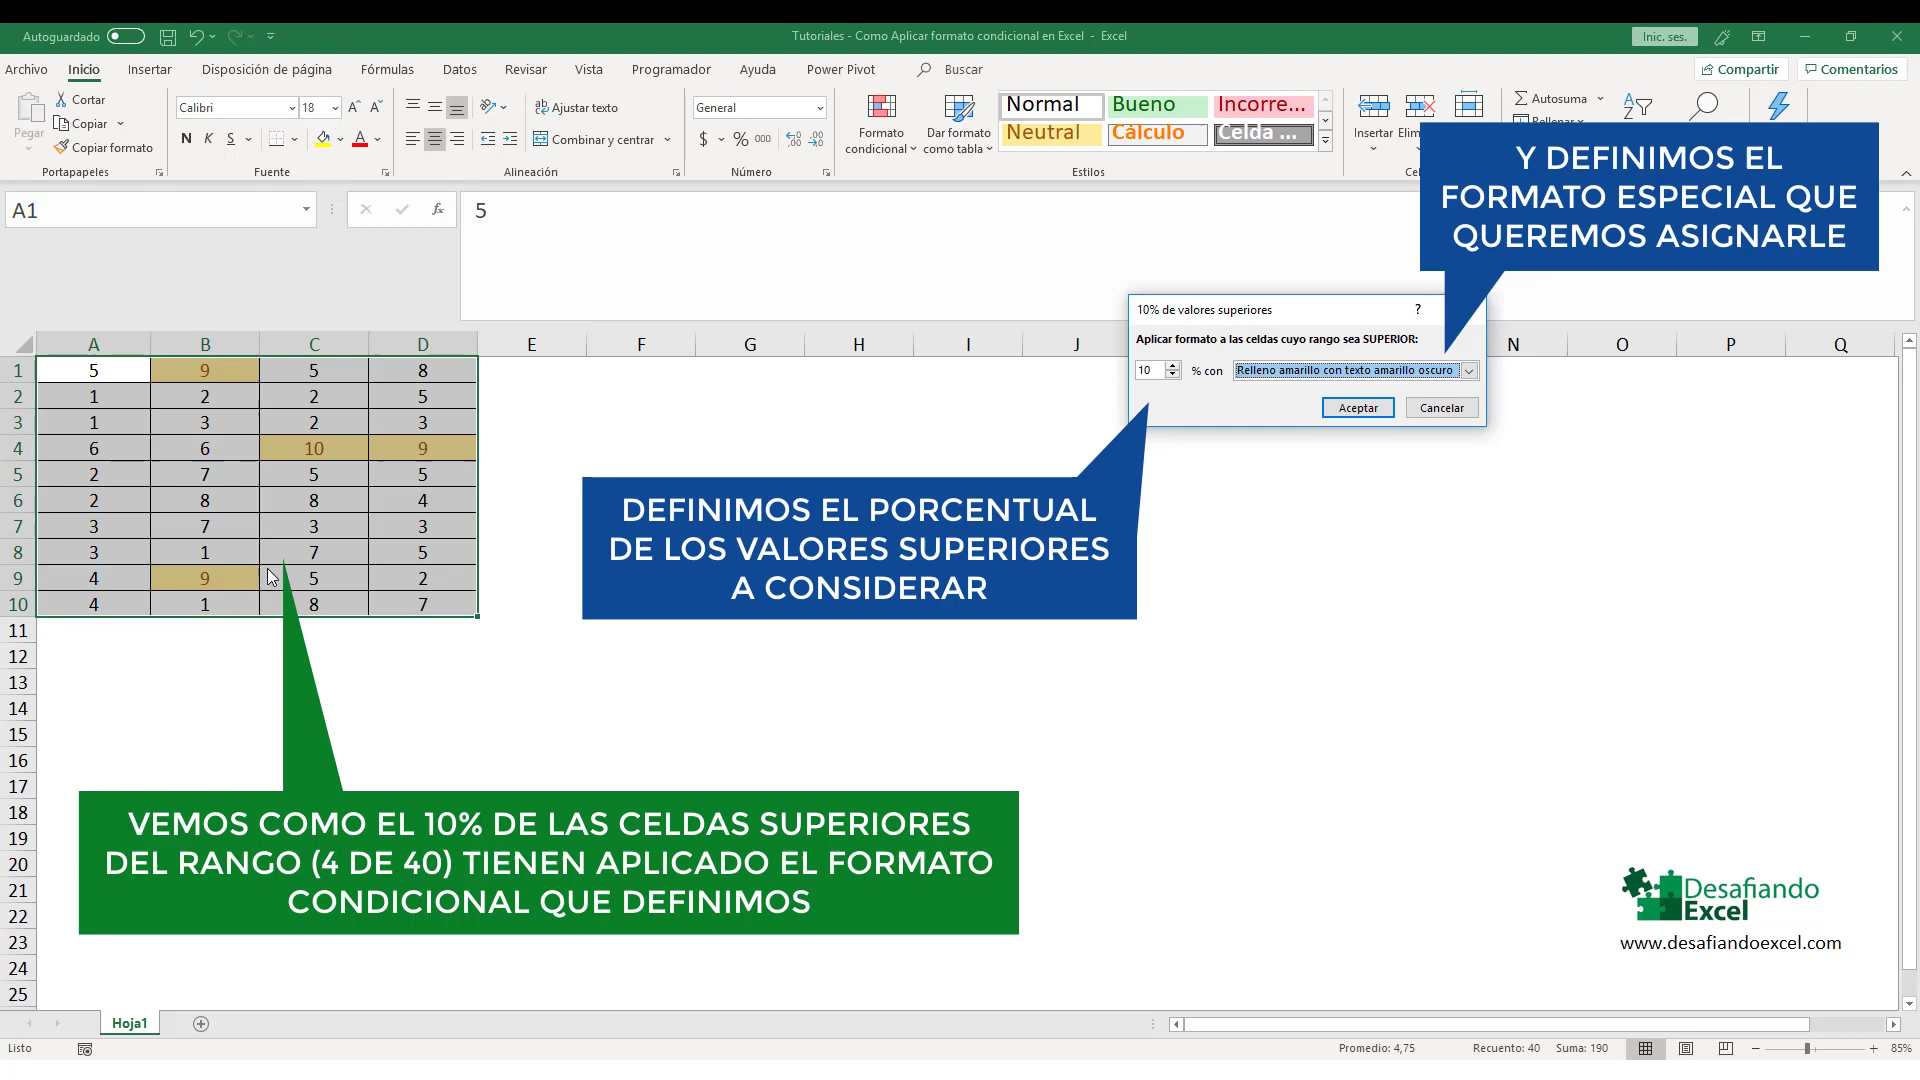 Autoguardado
Tutoriales - Como Aplicar formato condicional en Excel - Excel
Inic. ses.
Archivo Inicio Insertar Disposición de página Fórmulas Datos Revisar Vista Programador Ayuda Power Pivot Buscar Compartir Comentarios
Pegar
Cortar
Copiar
Copiar formato
Portapapeles
Calibri 18
N K S
Fuente
Ajustar texto
Combinar y centrar
Alineación
General
$ % 000
Número
Formato condicional
Dar formato como tabla
Normal Bueno Incorre...
Neutral Cálculo Celda ...
Estilos
Insertar
Autosuma
Y DEFINIMOS EL
FORMATO ESPECIAL QUE
QUEREMOS ASIGNARLE
A1 fx 5
10% de valores superiores ?
Aplicar formato a las celdas cuyo rango sea SUPERIOR:
10 % con Relleno amarillo con texto amarillo oscuro
Aceptar Cancelar
A B C D E F G H I J N O P Q
1 5 9 5 8
2 1 2 2 5
3 1 3 2 3
4 6 6 10 9
5 2 7 5 5
6 2 8 8 4
7 3 7 3 3
8 3 1 7 5
9 4 9 5 2
10 4 1 8 7
11
12
13
14
15
16
17
18
19
20
21
22
23
24
25
DEFINIMOS EL PORCENTUAL
DE LOS VALORES SUPERIORES
A CONSIDERAR
VEMOS COMO EL 10% DE LAS CELDAS SUPERIORES
DEL RANGO (4 DE 40) TIENEN APLICADO EL FORMATO
CONDICIONAL QUE DEFINIMOS
Desafiando
Excel
www.desafiandoexcel.com
Hoja1
Listo
Promedio: 4,75 Recuento: 40 Suma: 190 85%